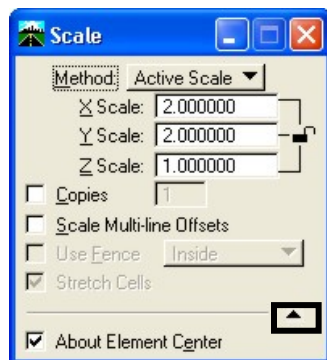 Scale
Method: Active Scale
X Scale: 2.000000
Y Scale: 2.000000
Z Scale: 1.000000
Copies 1
Scale Multi-line Offsets
Use Fence Inside
Stretch Cells
About Element Center